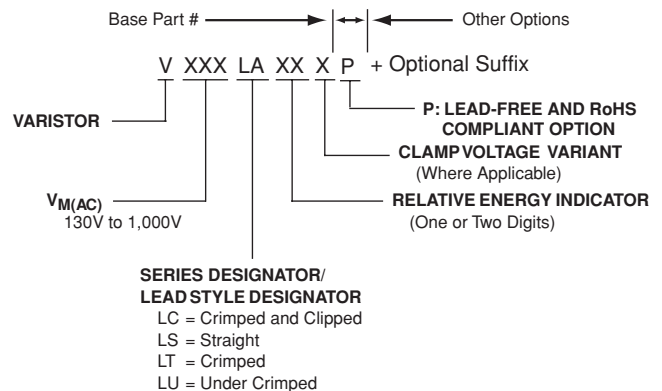 Base Part #
Other Options
V XXX LA XX X P + Optional Suffix
P: LEAD-FREE AND RoHS
COMPLIANT OPTION
VARISTOR
CLAMP VOLTAGE VARIANT
(Where Applicable)
VM(AC)
130V to 1,000V
RELATIVE ENERGY INDICATOR
(One or Two Digits)
SERIES DESIGNATOR/
LEAD STYLE DESIGNATOR
LC = Crimped and Clipped
LS = Straight
LT = Crimped
LU = Under Crimped